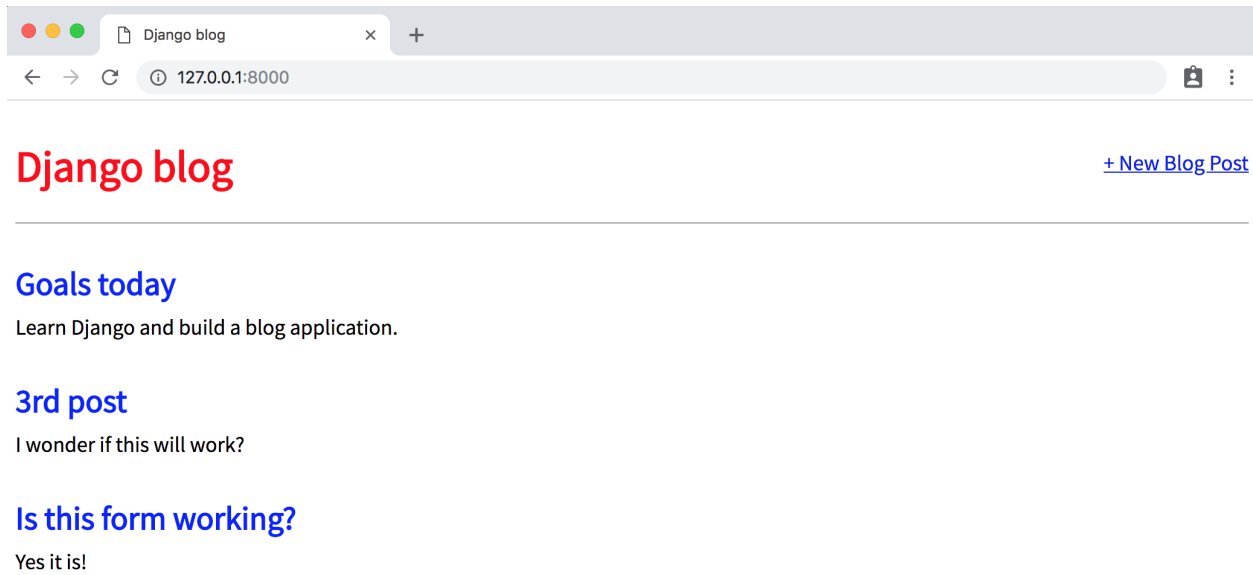 Django blog
127.0.0.1:8000
Django blog
+ New Blog Post
Goals today
Learn Django and build a blog application.
3rd post
I wonder if this will work?
Is this form working?
Yes it is!